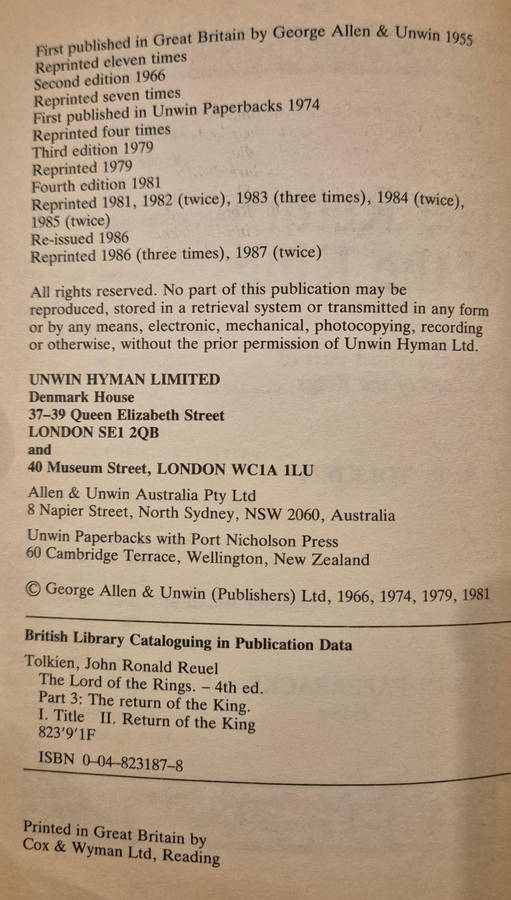 First published in Great Britain by George Allen & Unwin 1955
Reprinted eleven times
Second edition 1966
Reprinted seven times
First published in Unwin Paperbacks 1974
Reprinted four times
Third edition 1979
Reprinted 1979
Fourth edition 1981
Reprinted 1981, 1982 (twice), 1983 (three times), 1984 (twice),
1985 (twice)
Re-issued 1986
Reprinted 1986 (three times), 1987 (twice)
All rights reserved. No part of this publication may be
reproduced, stored in a retrieval system or transmitted in any form
or by any means, electronic, mechanical, photocopying, recording
or otherwise, without the prior permission of Unwin Hyman Ltd.
UNWIN HYMAN LIMITED
Denmark House
37–39 Queen Elizabeth Street
LONDON SE1 2QB
and
40 Museum Street, LONDON WC1A 1LU
Allen & Unwin Australia Pty Ltd
8 Napier Street, North Sydney, NSW 2060, Australia
Unwin Paperbacks with Port Nicholson Press
60 Cambridge Terrace, Wellington, New Zealand
© George Allen & Unwin (Publishers) Ltd, 1966, 1974, 1979, 1981
British Library Cataloguing in Publication Data
Tolkien, John Ronald Reuel
The Lord of the Rings. – 4th ed.
Part 3: The return of the King.
I. Title II. Return of the King
823'9'1F
ISBN 0–04–823187–8
Printed in Great Britain by
Cox & Wyman Ltd, Reading